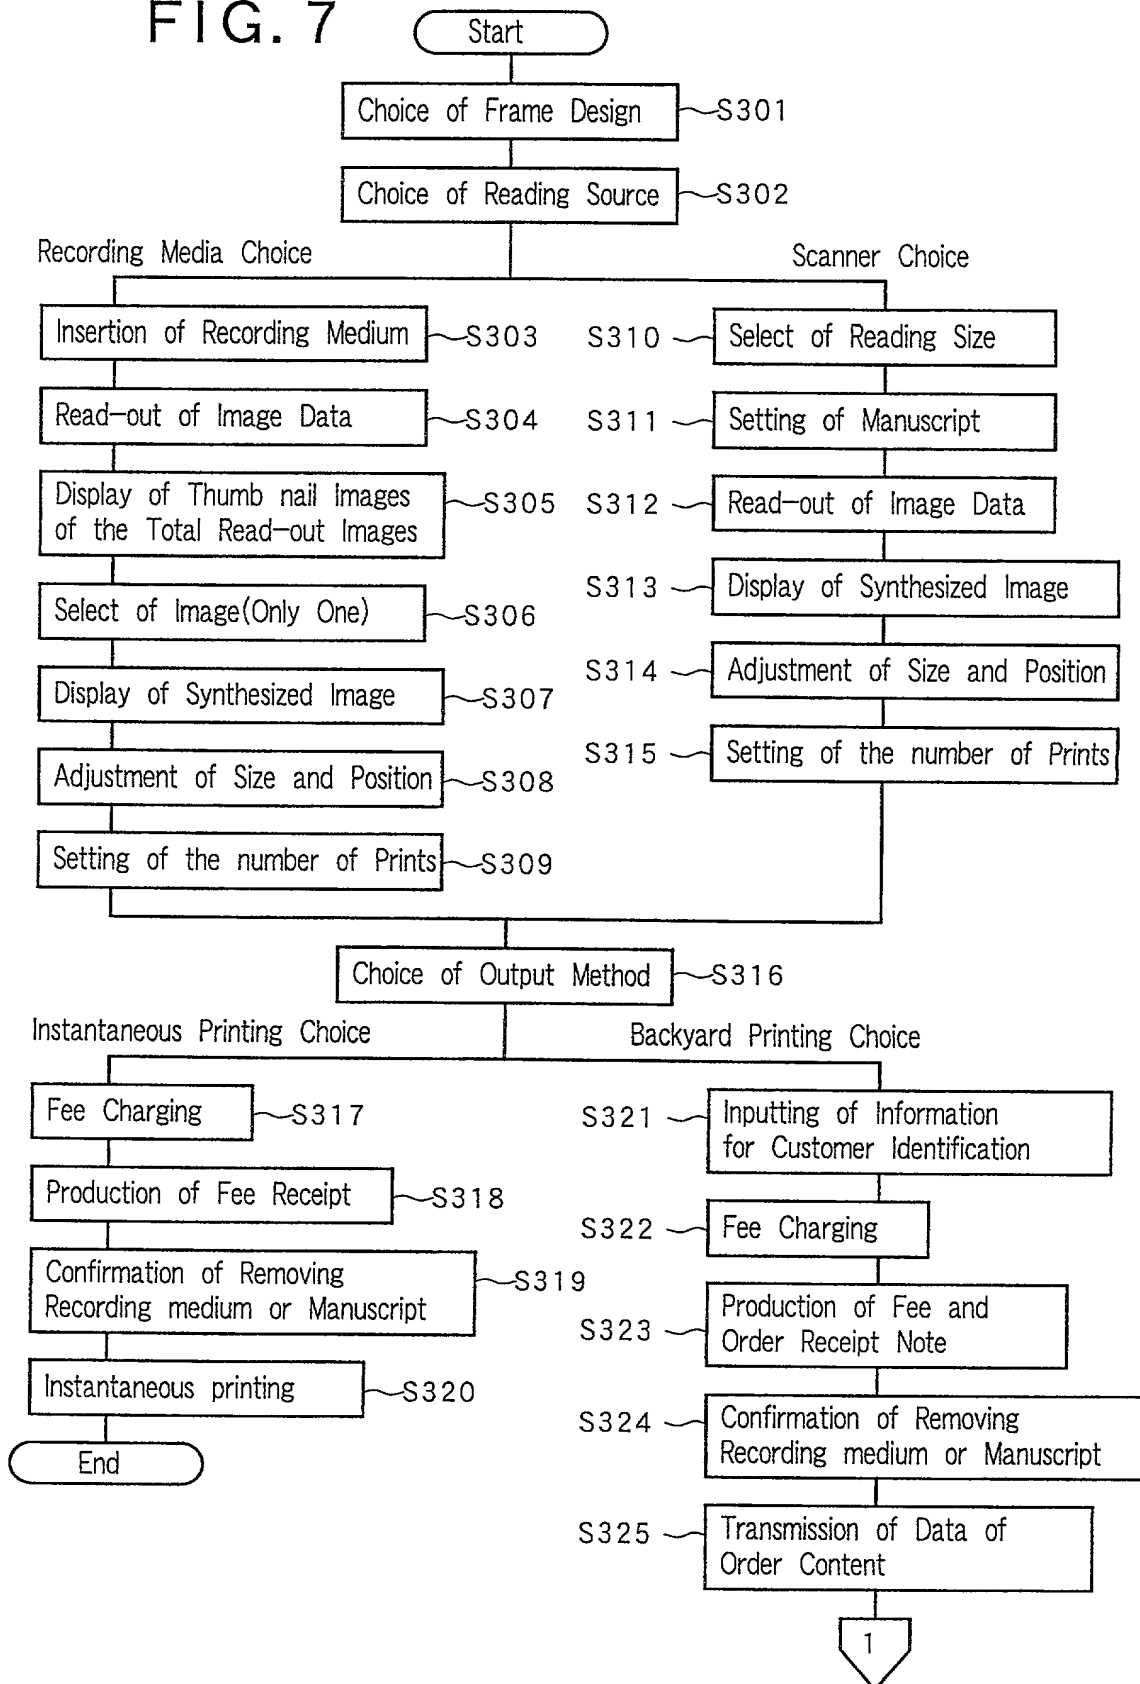 FIG. 7
Start
Choice of Frame Design
S301
Choice of Reading Source
S302
Recording Media Choice
Insertion of Recording Medium
S303
Read-out of Image Data
S304
Display of Thumb nail Images
of the Total Read-out Images
S305
Select of Image(Only One)
S306
Display of Synthesized Image
S307
Adjustment of Size and Position
S308
Setting of the number of Prints
S309
Scanner Choice
S310
Select of Reading Size
S311
Setting of Manuscript
S312
Read-out of Image Data
S313
Display of Synthesized Image
S314
Adjustment of Size and Position
S315
Setting of the number of Prints
Choice of Output Method
S316
Instantaneous Printing Choice
Fee Charging
S317
Production of Fee Receipt
S318
Confirmation of Removing
Recording medium or Manuscript
S319
Instantaneous printing
S320
End
Backyard Printing Choice
S321
Inputting of Information
for Customer Identification
S322
Fee Charging
S323
Production of Fee and
Order Receipt Note
S324
Confirmation of Removing
Recording medium or Manuscript
S325
Transmission of Data of
Order Content
1